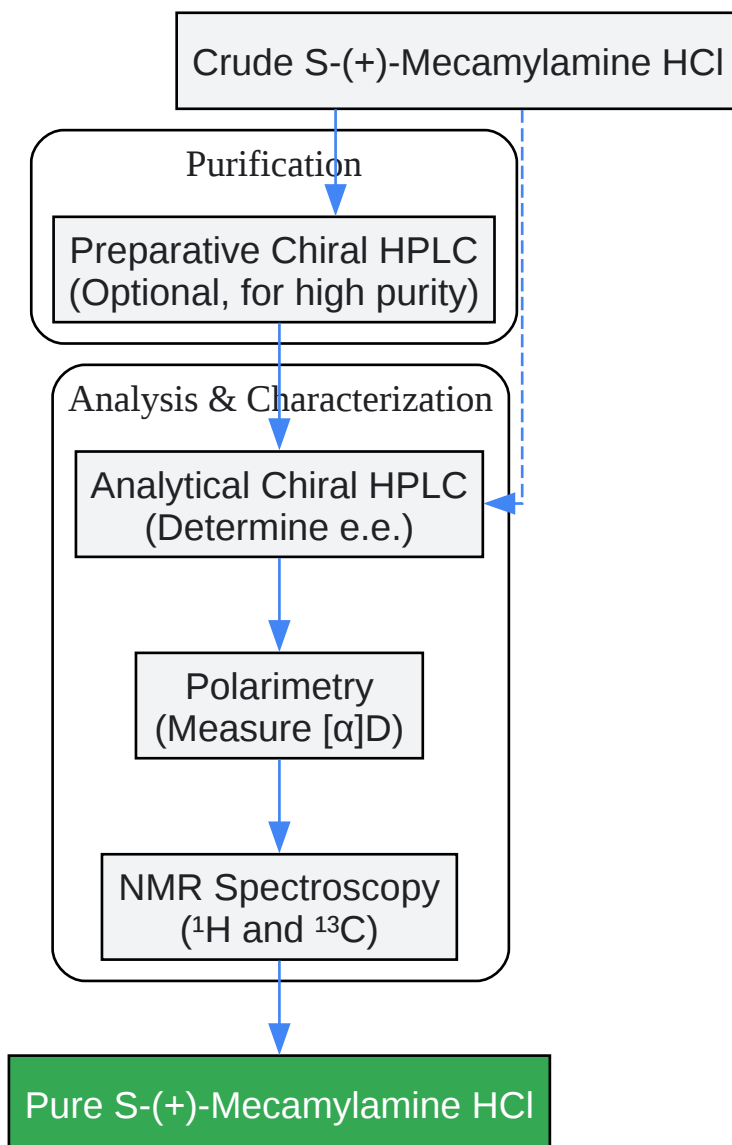 Crude S-(+)-Mecamylamine HCl
Purification
Preparative Chiral HPLC
(Optional, for high purity)
Analysis & Characterization
Analytical Chiral HPLC
(Determine e.e.)
Polarimetry
(Measure [α]D)
NMR Spectroscopy
(¹H and ¹³C)
Pure S-(+)-Mecamylamine HCl